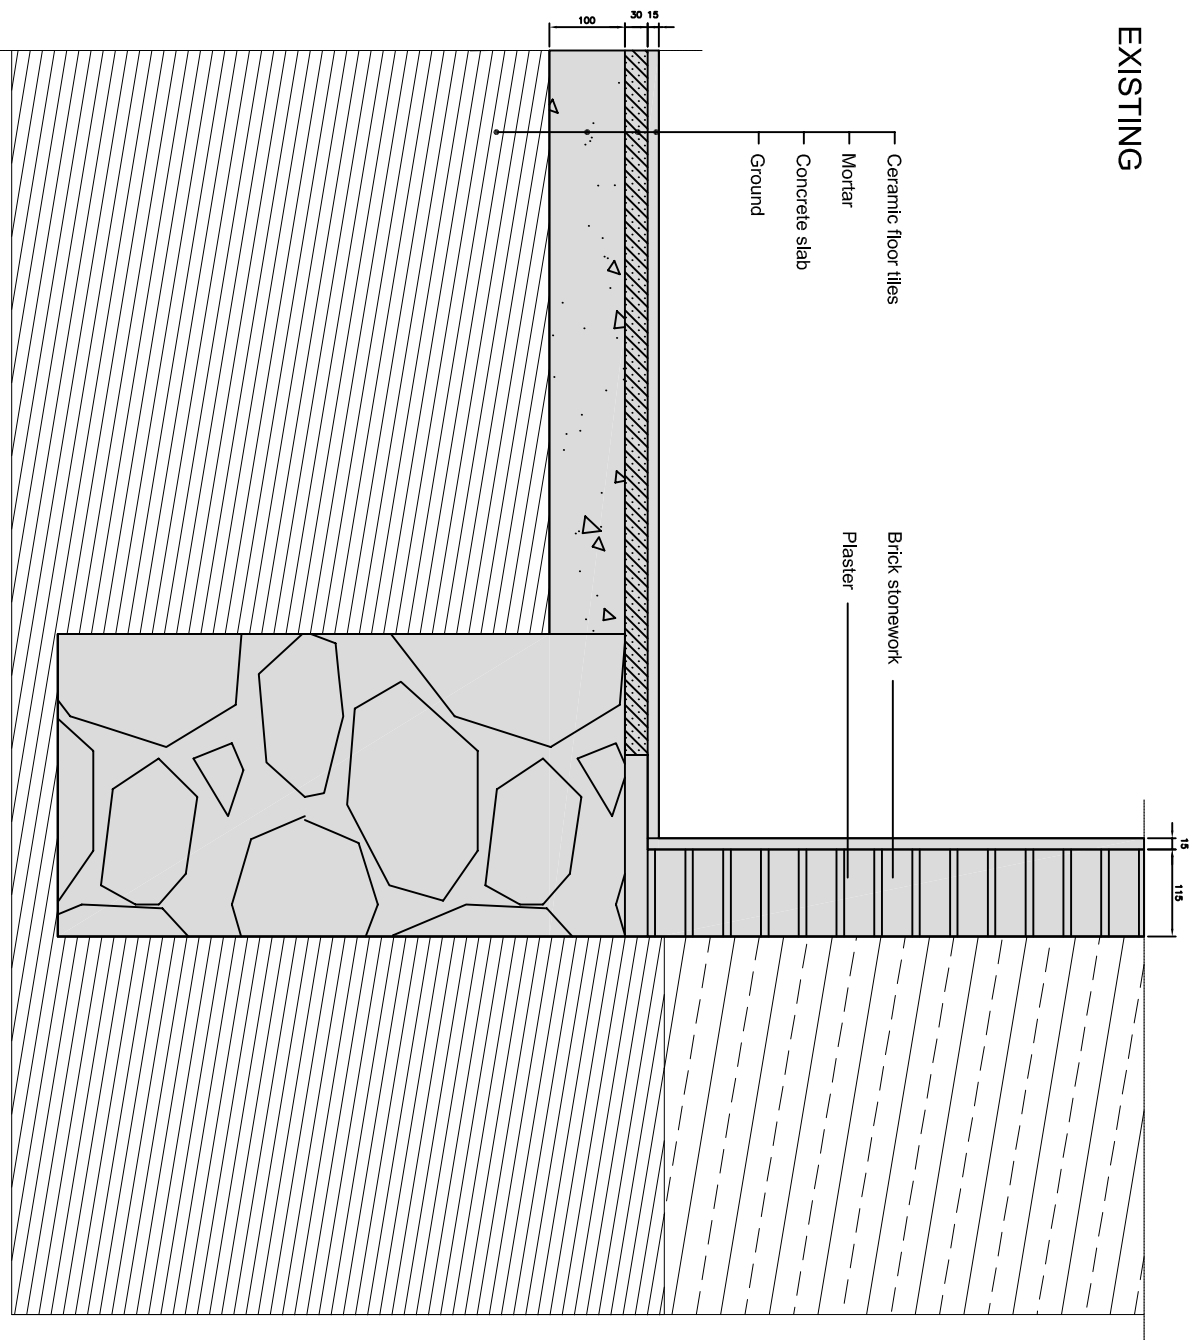 EXISTING
100
30
15
Ceramic floor tiles
Mortar
Concrete slab
Ground
Brick stonework
Plaster
15
115